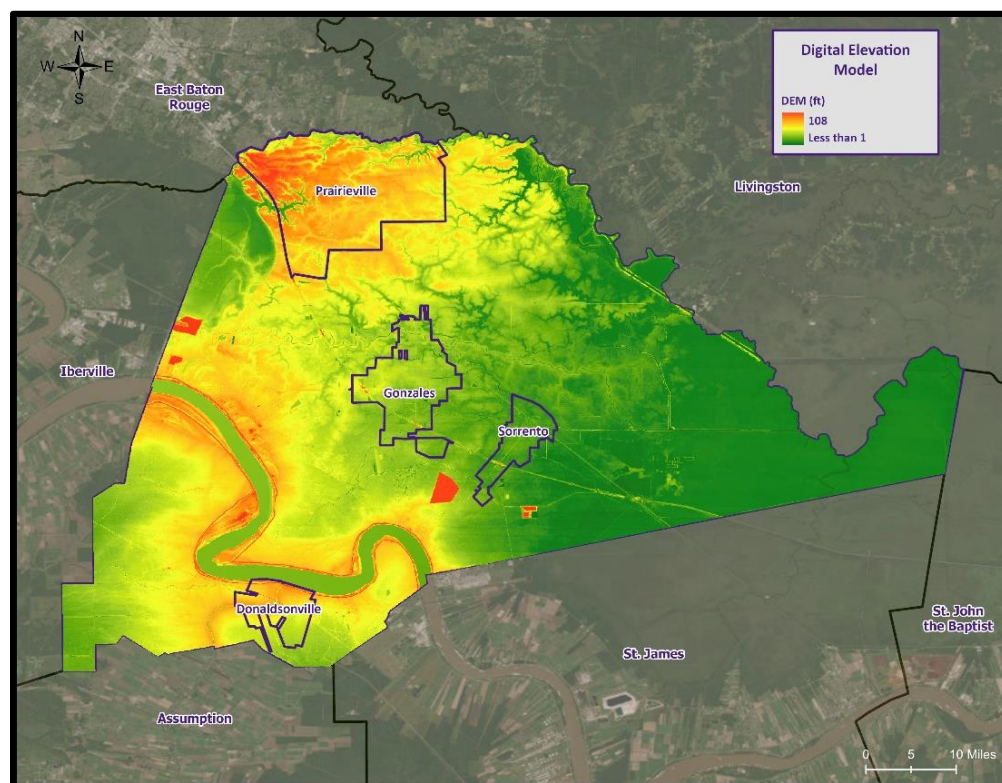 N
W E
S
Digital Elevation
Model
DEM (ft)
108
Less than 1
East Baton
Rouge
Prairieville
Livingston
Iberville
Gonzales
Sorrento
Donaldsonville
St. James
St. John
the Baptist
Assumption
0 5 10 Miles